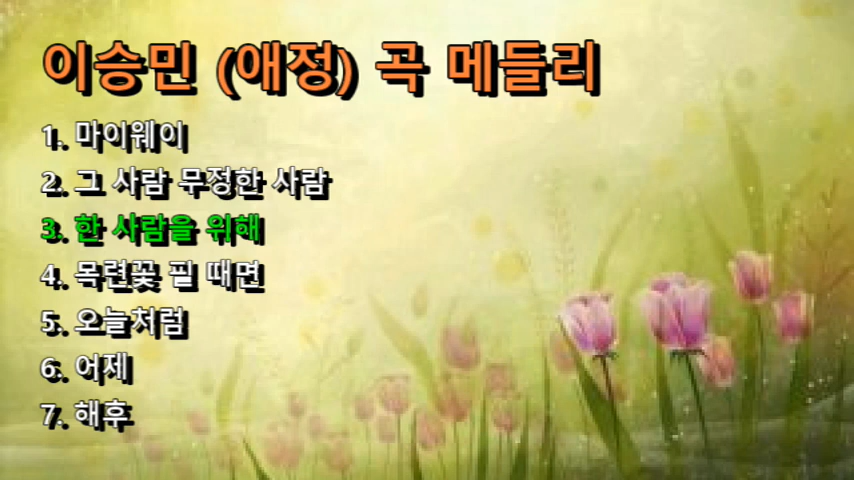 이승민 (애정) 곡 메들리
1. 마이웨이
2. 그 사람 무정한 사람
3. 한 사람을 위해
4. 목련꽃 필 때면
5. 오늘처럼
6. 어제
7. 해후